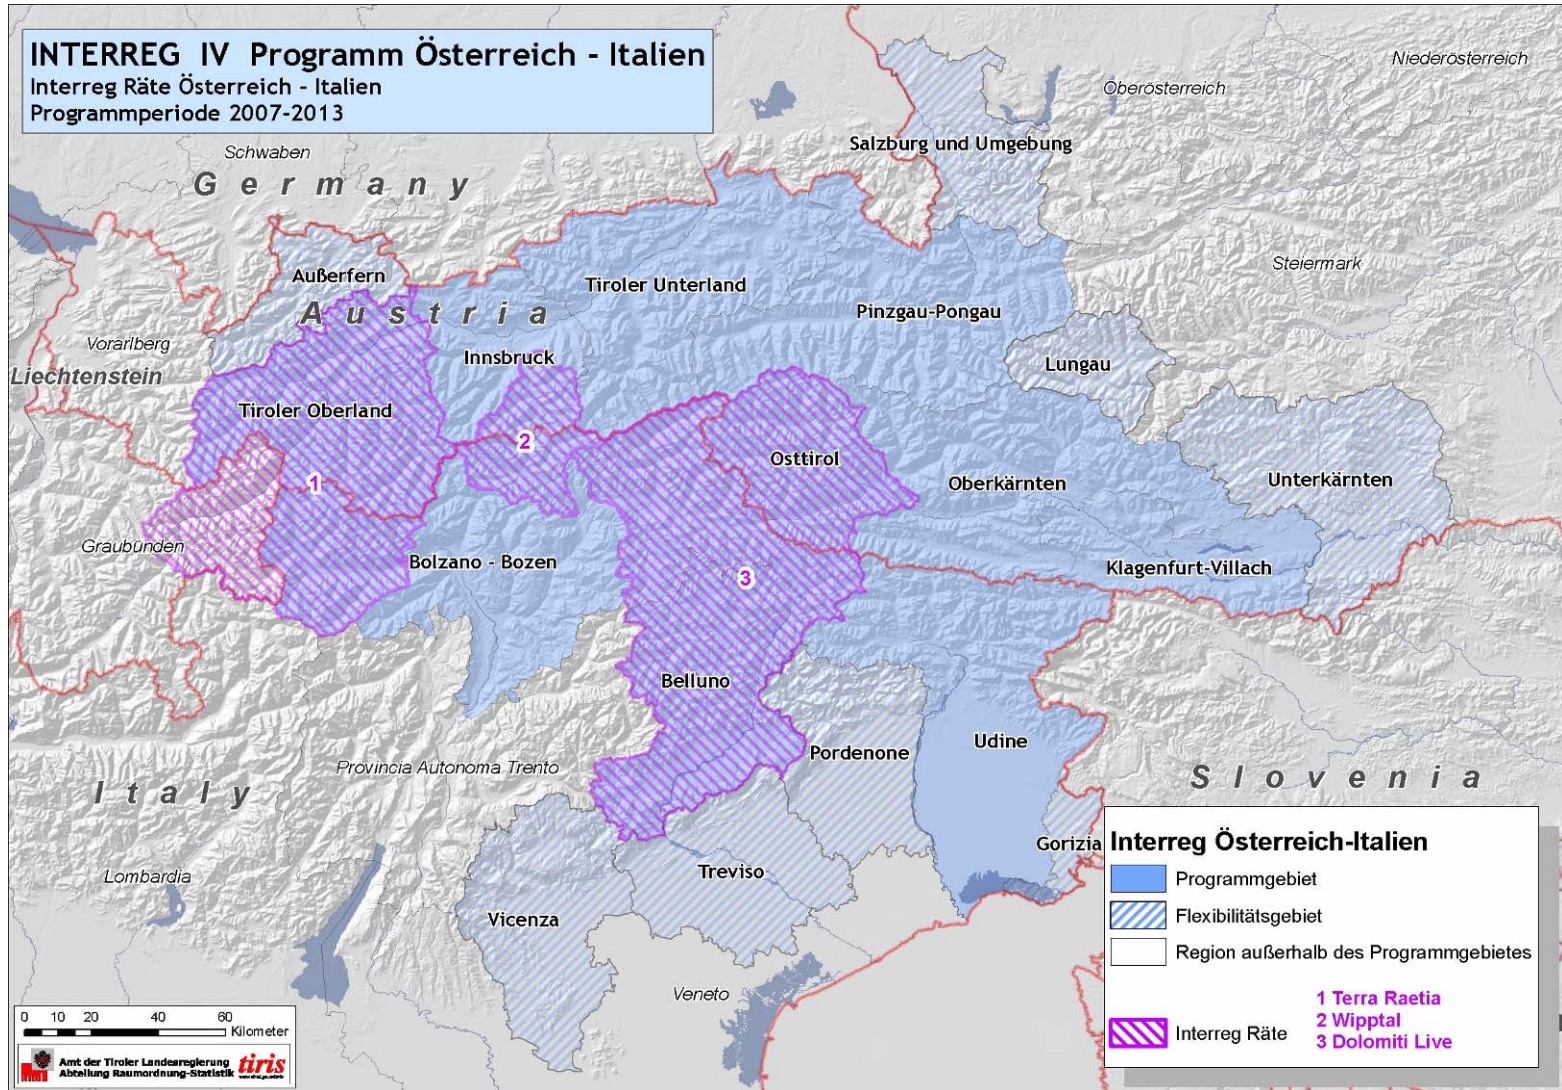 INTERREG IV Programm Österreich - Italien
Interreg Räte Österreich - Italien
Programmperiode 2007-2013
Niederösterreich
Oberösterreich
Salzburg und Umgebung
Schwaben
Germany
Steiermark
Außerfern
Tiroler Unterland
Austria
Pinzgau-Pongau
Vorarlberg
Innsbruck
Lungau
Liechtenstein
Tiroler Oberland
2
Osttirol
Unterkärnten
1
Oberkärnten
Graubünden
Bolzano - Bozen
Klagenfurt-Villach
3
Belluno
Udine
Pordenone
Provincia Autonoma Trento
Slovenia
Italy
Gorizia
Treviso
Lombardia
Vicenza
Veneto
Interreg Österreich-Italien
Programmgebiet
Flexibilitätsgebiet
Region außerhalb des Programmgebietes
Interreg Räte
1 Terra Raetia
2 Wipptal
3 Dolomiti Live
0 10 20 40 60
Kilometer
Amt der Tiroler Landesregierung
Abteilung Raumordnung-Statistik
tiris